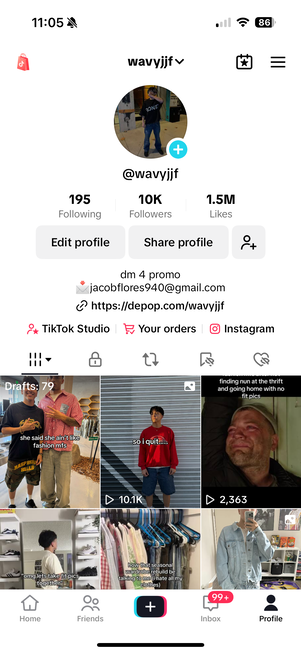 11:05
86
wavyjjf
@wavyjjf
195
Following
10K
Followers
1.5M
Likes
Edit profile
Share profile
dm 4 promo
📩jacobflores940@gmail.com
https://depop.com/wavyjjf
TikTok Studio
Your orders
Instagram
Drafts: 79
she said she ain't like
fashion mfs
so i quit
10.1K
finding nun at the thrift
and going home with no
fit pics
2,363
Home
Friends
99+
Inbox
Profile